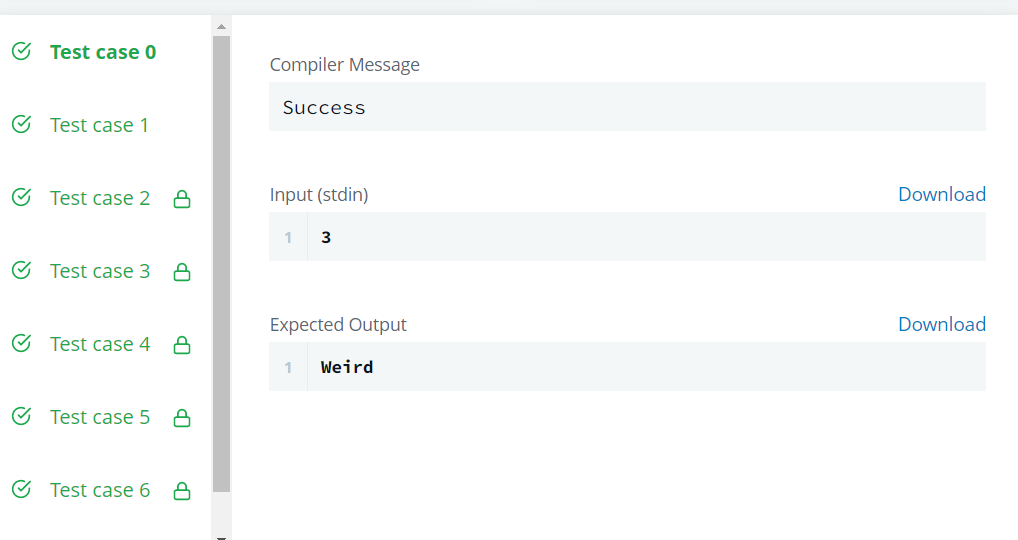 Test case 0
Test case 1
Test case 2
Test case 3
Test case 4
Test case 5
Test case 6
Compiler Message
Success
Input (stdin) Download
1 3
Expected Output Download
1 Weird